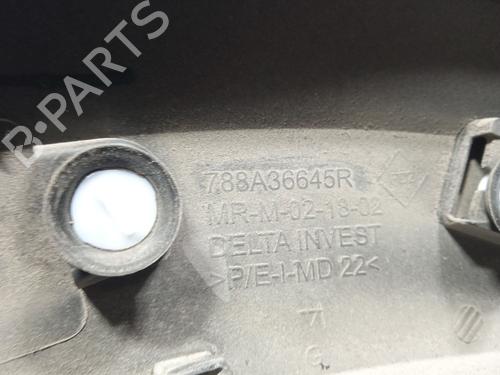 B-PARTS
788A36645R
MR-M-02-18-02
DELTA INVEST
>P/E-I-MD 22<